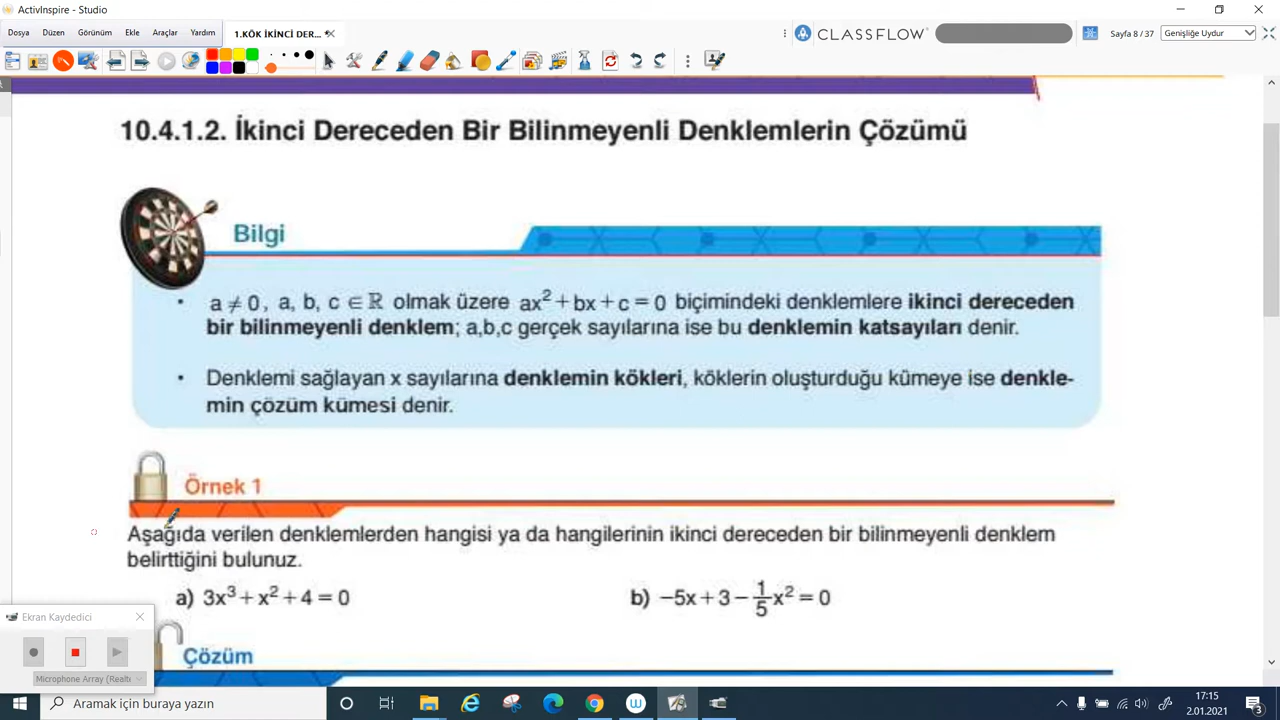 ActivInspire - Studio
Dosya Düzen Görünüm Ekle Araçlar Yardım
1.KÖK İKİNCİ DER...
CLASSFLOW
Sayfa 8 / 37
Genişliğe Uydur
10.4.1.2. İkinci Dereceden Bir Bilinmeyenli Denklemlerin Çözümü
Bilgi
• a ≠ 0, a, b, c ∈ ℝ olmak üzere ax² + bx + c = 0 biçimindeki denklemlere ikinci dereceden
bir bilinmeyenli denklem; a,b,c gerçek sayılarına ise bu denklemin katsayıları denir.
• Denklemi sağlayan x sayılarına denklemin kökleri, köklerin oluşturduğu kümeye ise denkle-
min çözüm kümesi denir.
Örnek 1
Aşağıda verilen denklemlerden hangisi ya da hangilerinin ikinci dereceden bir bilinmeyenli denklem
belirttiğini bulunuz.
a) 3x³ + x² + 4 = 0
b) −5x + 3 − 1/5 x² = 0
Çözüm
Ekran Kaydedici
Microphone Array (Realt
Aramak için buraya yazın
17:15
2.01.2021
3